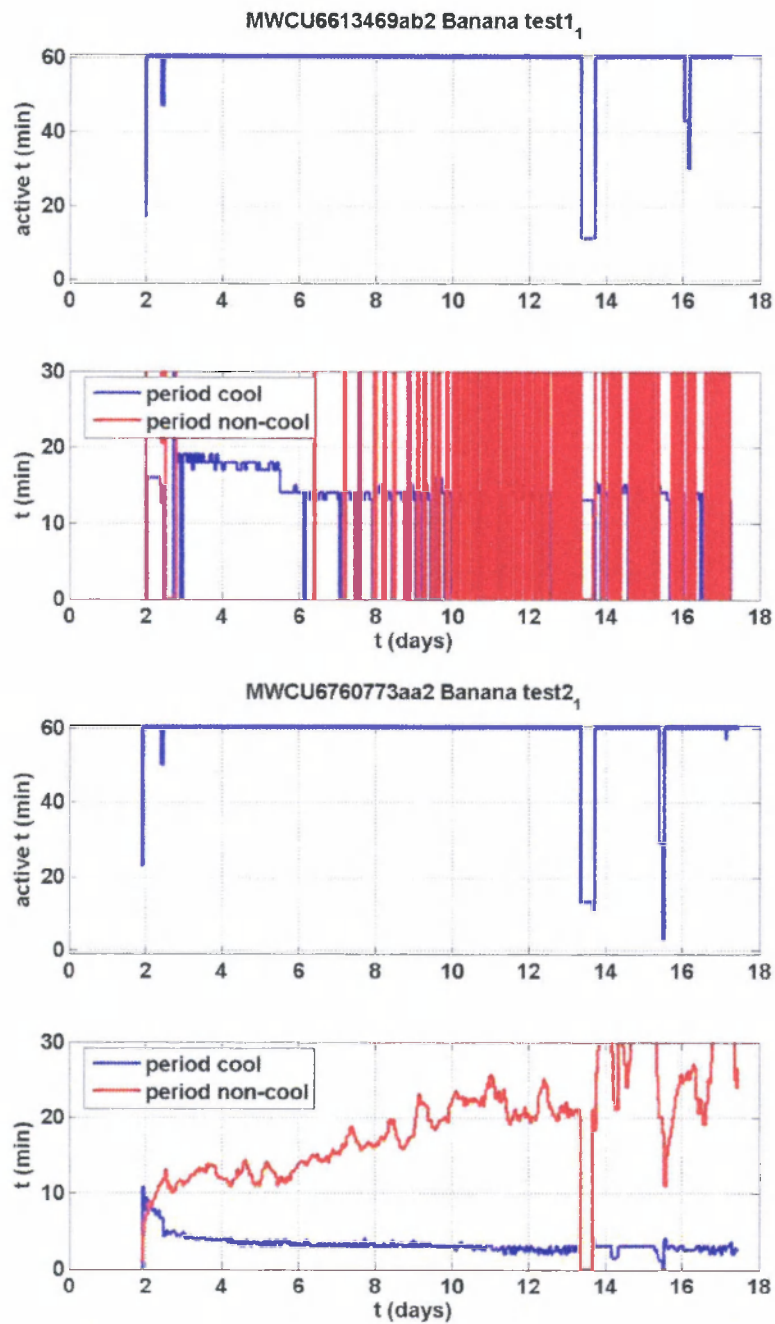 MWCU6613469ab2 Banana test1₁
60
40
20
0
active t (min)
0 2 4 6 8 10 12 14 16 18
30
20
10
0
t (min)
period cool
period non-cool
0 2 4 6 8 10 12 14 16 18
t (days)
MWCU6760773aa2 Banana test2₁
60
40
20
0
active t (min)
0 2 4 6 8 10 12 14 16 18
30
20
10
0
t (min)
period cool
period non-cool
0 2 4 6 8 10 12 14 16 18
t (days)